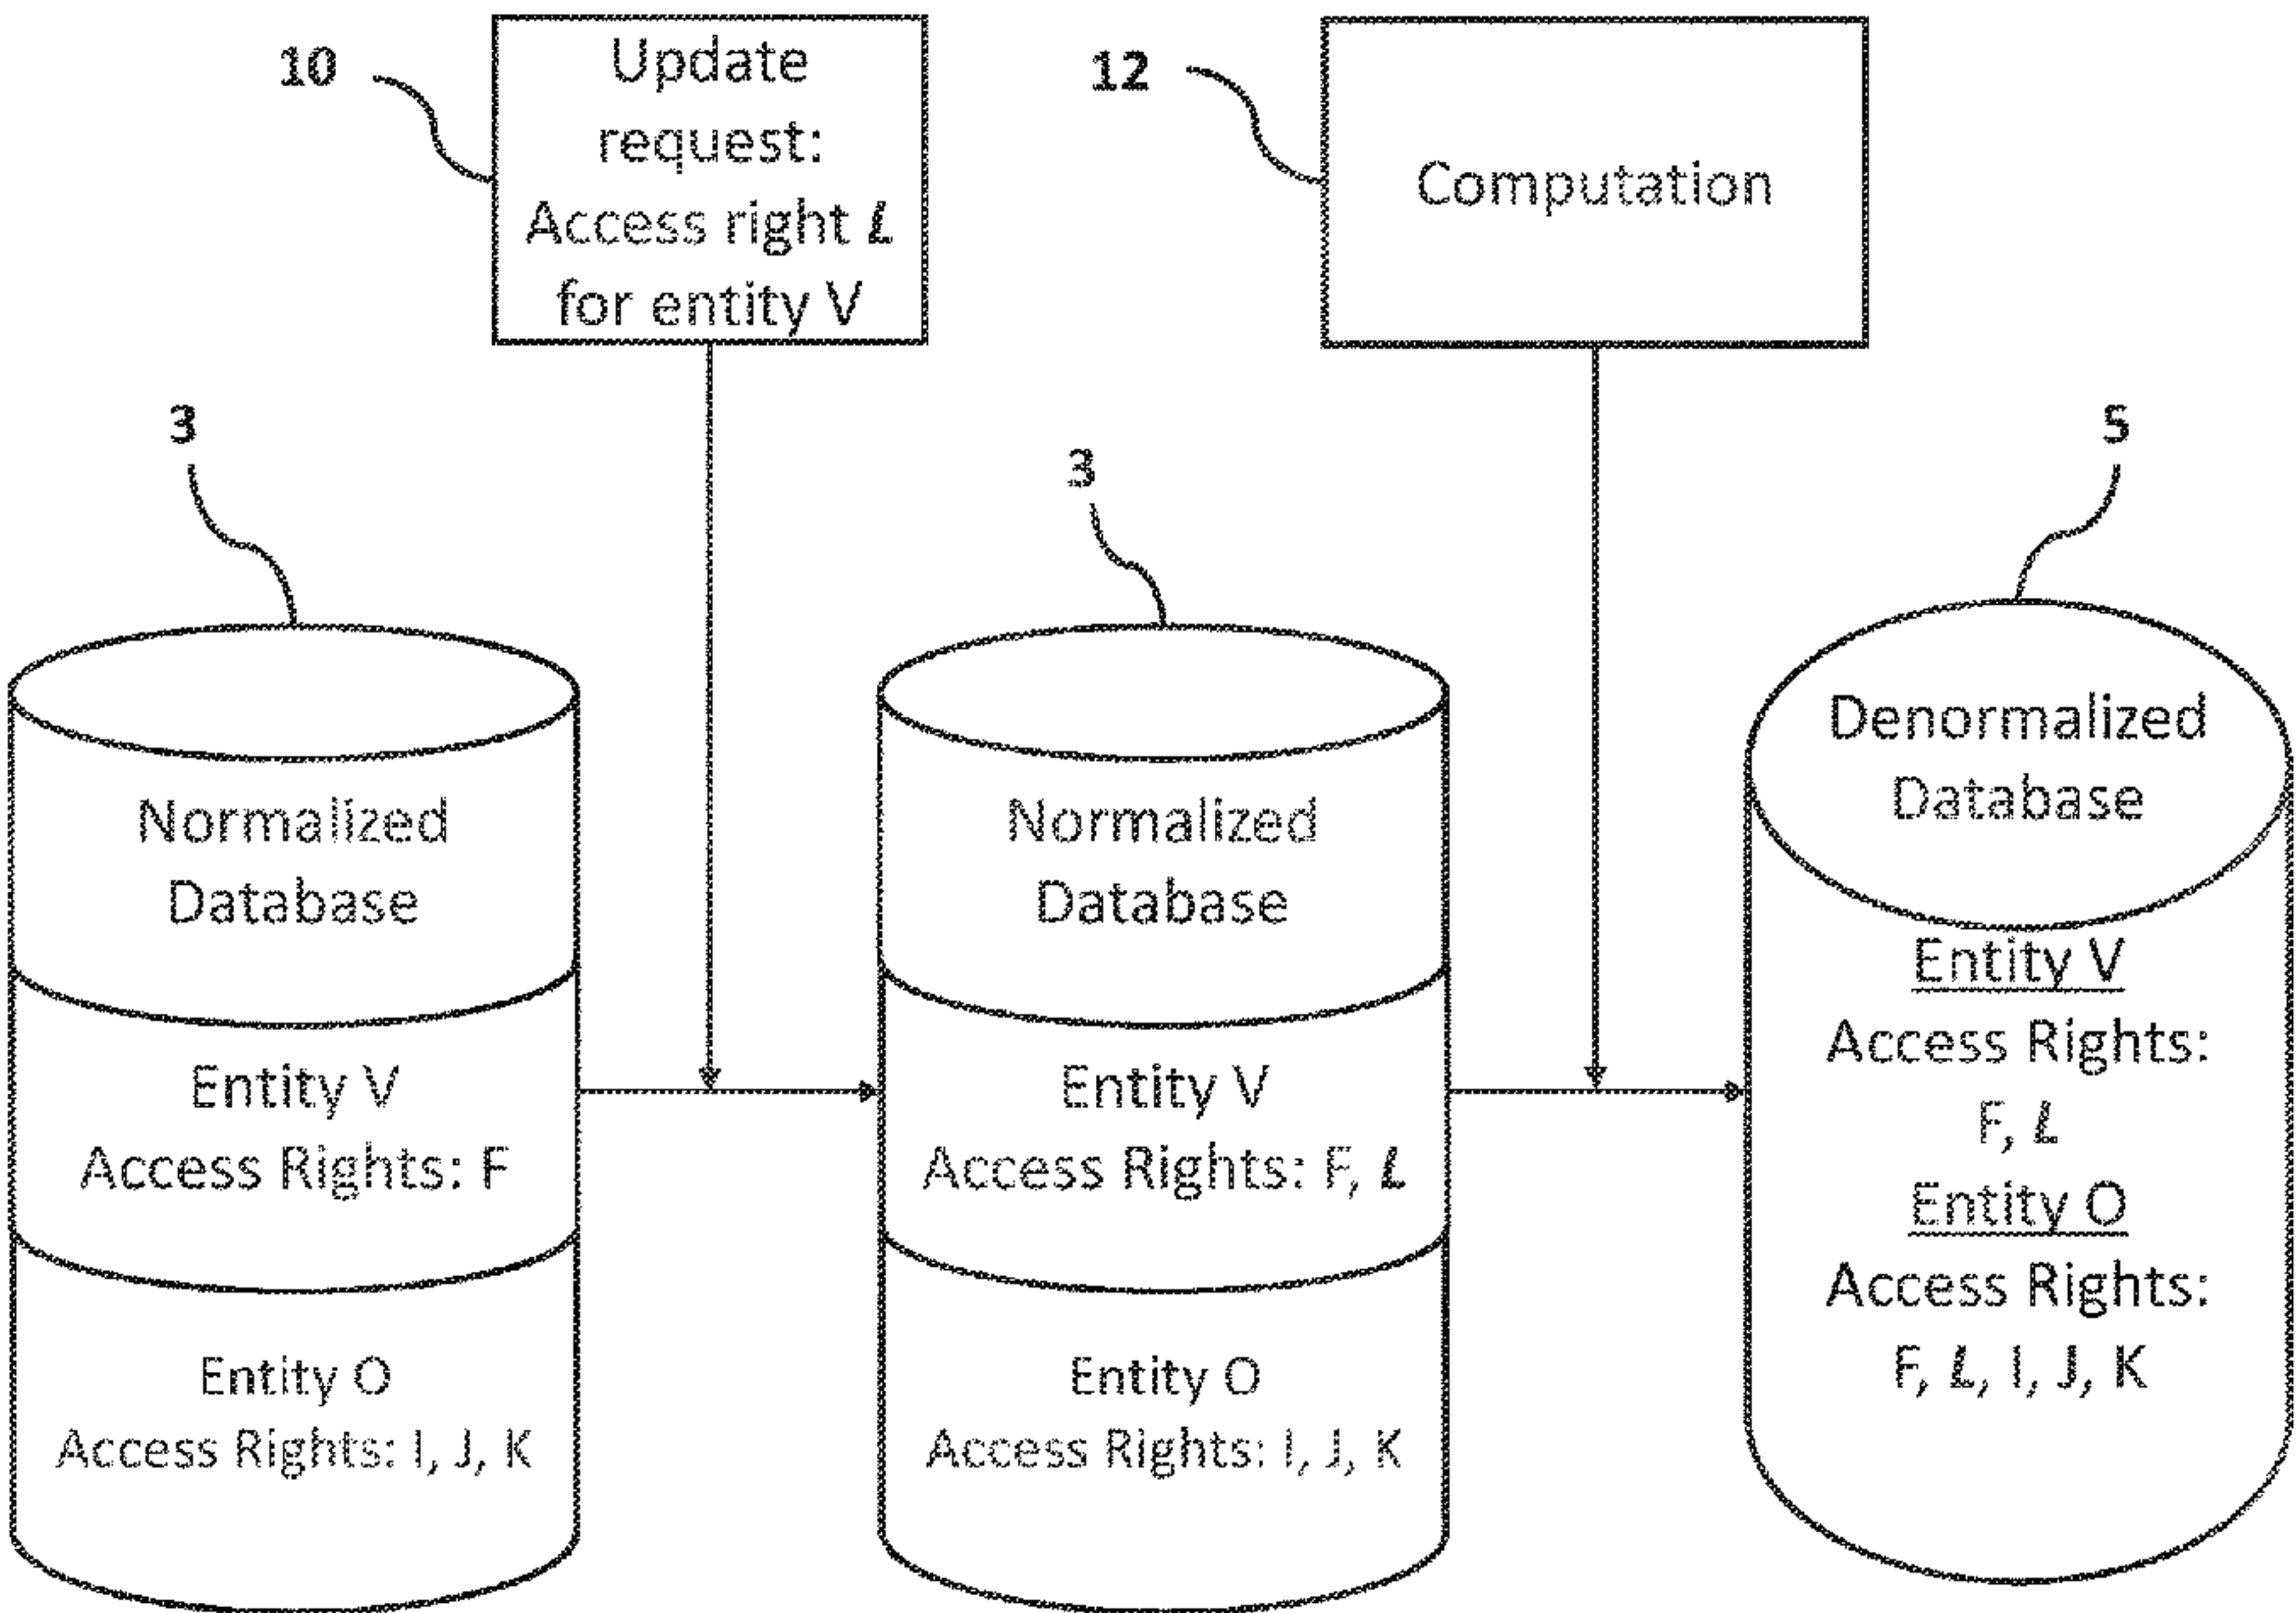 10
Update
request:
Access right L
for entity V
12
Computation
3
Normalized
Database
Entity V
Access Rights: F
Entity O
Access Rights: I, J, K
3
Normalized
Database
Entity V
Access Rights: F, L
Entity O
Access Rights: I, J, K
5
Denormalized
Database
Entity V
Access Rights:
F, L
Entity O
Access Rights:
F, L, I, J, K